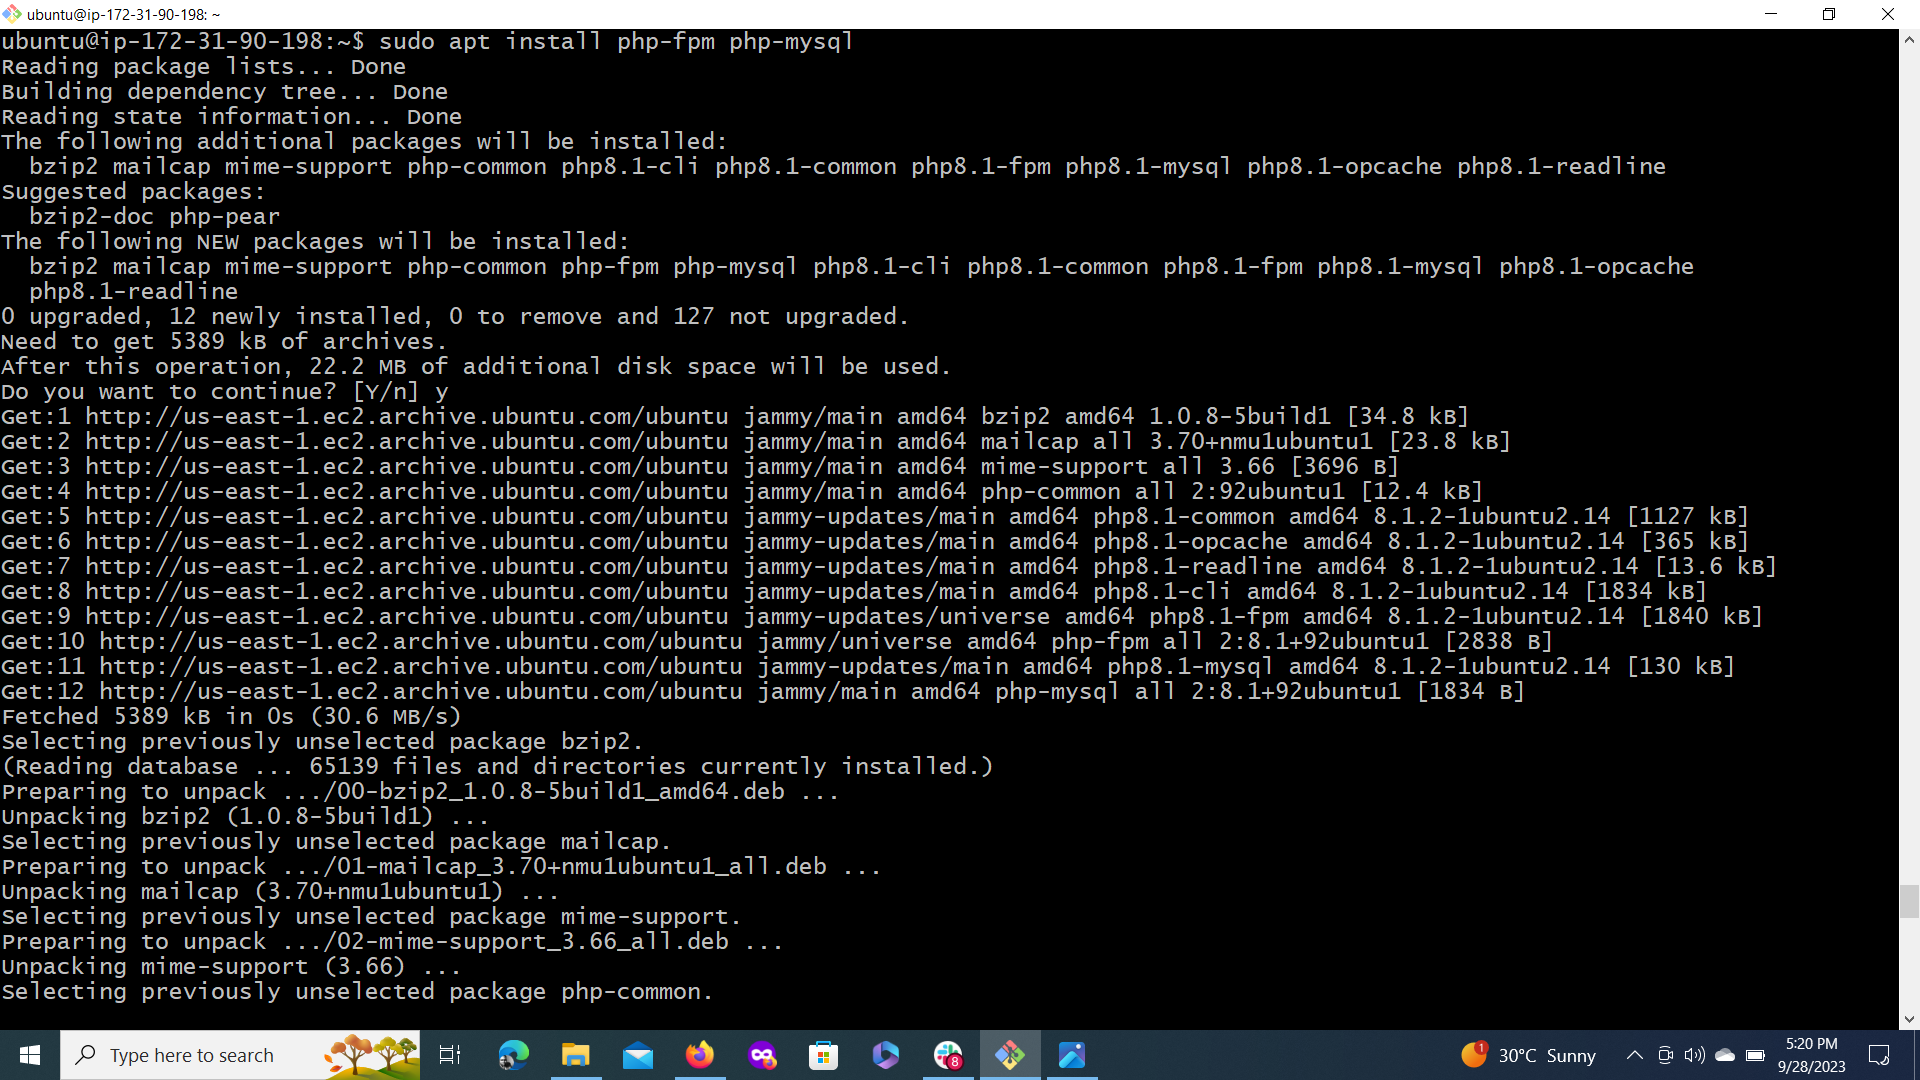 ubuntu@ip-172-31-90-198: ~
ubuntu@ip-172-31-90-198:~$ sudo apt install php-fpm php-mysql
Reading package lists... Done
Building dependency tree... Done
Reading state information... Done
The following additional packages will be installed:
  bzip2 mailcap mime-support php-common php8.1-cli php8.1-common php8.1-fpm php8.1-mysql php8.1-opcache php8.1-readline
Suggested packages:
  bzip2-doc php-pear
The following NEW packages will be installed:
  bzip2 mailcap mime-support php-common php-fpm php-mysql php8.1-cli php8.1-common php8.1-fpm php8.1-mysql php8.1-opcache
  php8.1-readline
0 upgraded, 12 newly installed, 0 to remove and 127 not upgraded.
Need to get 5389 kB of archives.
After this operation, 22.2 MB of additional disk space will be used.
Do you want to continue? [Y/n] y
Get:1 http://us-east-1.ec2.archive.ubuntu.com/ubuntu jammy/main amd64 bzip2 amd64 1.0.8-5build1 [34.8 kB]
Get:2 http://us-east-1.ec2.archive.ubuntu.com/ubuntu jammy/main amd64 mailcap all 3.70+nmu1ubuntu1 [23.8 kB]
Get:3 http://us-east-1.ec2.archive.ubuntu.com/ubuntu jammy/main amd64 mime-support all 3.66 [3696 B]
Get:4 http://us-east-1.ec2.archive.ubuntu.com/ubuntu jammy/main amd64 php-common all 2:92ubuntu1 [12.4 kB]
Get:5 http://us-east-1.ec2.archive.ubuntu.com/ubuntu jammy-updates/main amd64 php8.1-common amd64 8.1.2-1ubuntu2.14 [1127 kB]
Get:6 http://us-east-1.ec2.archive.ubuntu.com/ubuntu jammy-updates/main amd64 php8.1-opcache amd64 8.1.2-1ubuntu2.14 [365 kB]
Get:7 http://us-east-1.ec2.archive.ubuntu.com/ubuntu jammy-updates/main amd64 php8.1-readline amd64 8.1.2-1ubuntu2.14 [13.6 kB]
Get:8 http://us-east-1.ec2.archive.ubuntu.com/ubuntu jammy-updates/main amd64 php8.1-cli amd64 8.1.2-1ubuntu2.14 [1834 kB]
Get:9 http://us-east-1.ec2.archive.ubuntu.com/ubuntu jammy-updates/universe amd64 php8.1-fpm amd64 8.1.2-1ubuntu2.14 [1840 kB]
Get:10 http://us-east-1.ec2.archive.ubuntu.com/ubuntu jammy/universe amd64 php-fpm all 2:8.1+92ubuntu1 [2838 B]
Get:11 http://us-east-1.ec2.archive.ubuntu.com/ubuntu jammy-updates/main amd64 php8.1-mysql amd64 8.1.2-1ubuntu2.14 [130 kB]
Get:12 http://us-east-1.ec2.archive.ubuntu.com/ubuntu jammy/main amd64 php-mysql all 2:8.1+92ubuntu1 [1834 B]
Fetched 5389 kB in 0s (30.6 MB/s)
Selecting previously unselected package bzip2.
(Reading database ... 65139 files and directories currently installed.)
Preparing to unpack .../00-bzip2_1.0.8-5build1_amd64.deb ...
Unpacking bzip2 (1.0.8-5build1) ...
Selecting previously unselected package mailcap.
Preparing to unpack .../01-mailcap_3.70+nmu1ubuntu1_all.deb ...
Unpacking mailcap (3.70+nmu1ubuntu1) ...
Selecting previously unselected package mime-support.
Preparing to unpack .../02-mime-support_3.66_all.deb ...
Unpacking mime-support (3.66) ...
Selecting previously unselected package php-common.
Type here to search
8
1
30°C Sunny
5:20 PM
9/28/2023